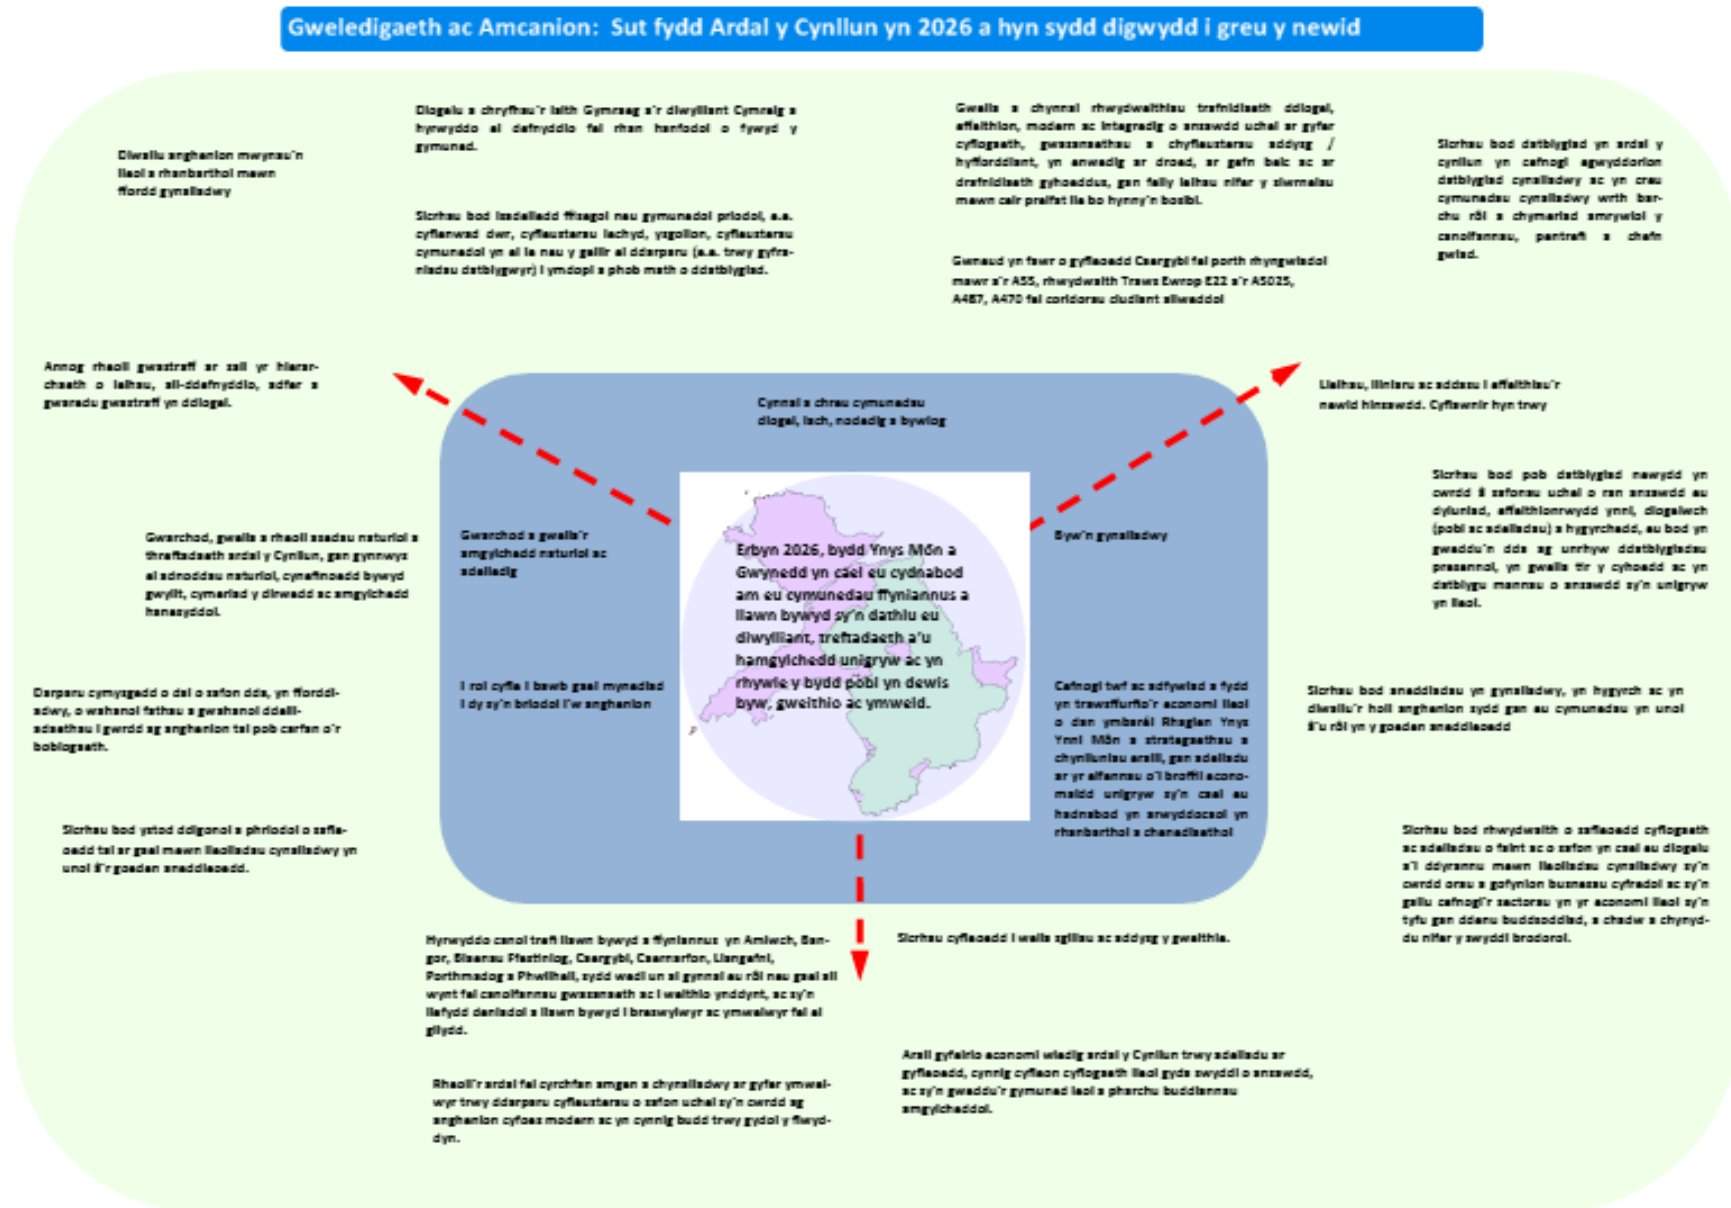 Gweledigaeth ac Amcanion: Sut fydd Ardal y Cynllun yn 2026 a hyn sydd digwydd i greu y newid
Diogelu a chryfhau'r Iaith Gymraeg a'r diwylliant Cymreig a
hyrwyddo ei defnyddio fel rhan hanfodol o fywyd y
gymuned.
Gwella a chynnal rhwydweithiau trafnidiaeth ddiogel,
effeithlon, modern ac integredig o ansawdd uchel ar gyfer
cyflogaeth, gwasanaethau a chyfleusterau addysg /
hyfforddiant, yn enwedig ar droed, ar gefn beic ac ar
drafnidiaeth gyhoeddus, gan felly leihau nifer y siwrneiau
mewn ceir preifat lle bo hynny'n bosibl.
Diwallu anghenion mwynau'n
lleol a rhanbarthol mewn
ffordd gynaliadwy
Sicrhau bod datblygiad yn ardal y
cynllun yn cefnogi egwyddorion
datblygiad cynaliadwy ac yn creu
cymunedau cynaliadwy wrth bar-
chu rôl a chymeriad amrywiol y
canolfannau, pentrefi a chefn
gwlad.
Sicrhau bod isadeiledd ffisegol neu gymunedol priodol, e.e.
cyflenwad dwr, cyfleusterau iechyd, ysgolion, cyfleusterau
cymunedol yn ei le neu y gellir ei ddarparu (e.e. trwy gyfra-
niadau datblygwyr) i ymdopi a phob math o ddatblygiad.
Gwneud yn fawr o gyfleoedd Caergybi fel porth rhyngwladol
mawr a'r A55, rhwydwaith Traws Ewrop E22 a'r A5025,
A487, A470 fel coridorau cludiant allweddol
Annog rheoli gwastraff ar sail yr hierar-
chaeth o leihau, ail-ddefnyddio, adfer a
gwaredu gwastraff yn ddiogel.
Lleihau, lliniaru ac addasu i effeithiau'r
newid hinsawdd. Cyflawnir hyn trwy
Cynnal a chreu cymunedau
diogel, iach, nodedig a bywiog
Sicrhau bod pob datblygiad newydd yn
cwrdd â safonau uchel o ran ansawdd eu
dyluniad, effeithlonrwydd ynni, diogelwch
(pobl ac adeiladau) a hygyrchedd, eu bod yn
gweddu'n dda ag unrhyw ddatblygiadau
presennol, yn gwella tir y cyhoedd ac yn
datblygu mannau o ansawdd sy'n unigryw
yn lleol.
Gwarchod, gwella a rheoli asedau naturiol a
threftadaeth ardal y Cynllun, gan gynnwys
ei adnoddau naturiol, cynefinoedd bywyd
gwyllt, cymeriad y dirwedd ac amgylchedd
hanesyddol.
Gwarchod a gwella'r
amgylchedd naturiol ac
adeiledig
Byw'n gynaliadwy
Erbyn 2026, bydd Ynys Môn a
Gwynedd yn cael eu cydnabod
am eu cymunedau ffyniannus a
llawn bywyd sy'n dathlu eu
diwylliant, treftadaeth a'u
hamgylchedd unigryw ac yn
rhywle y bydd pobl yn dewis
byw, gweithio ac ymweld.
I roi cyfle i bawb gael mynediad
i dy sy'n briodol i'w anghenion
Cefnogi twf ac adfywiad a fydd
yn trawsffurfio'r economi lleol
o dan ymbarél Rhaglen Ynys
Ynni Môn a strategaethau a
chynlluniau eraill, gan adeiladu
ar yr elfennau o'i broffil econo-
maidd unigryw sy'n cael eu
hadnabod yn arwyddocaol yn
rhanbarthol a chenedlaethol
Darparu cymysgedd o dai o safon dda, yn fforddi-
adwy, o wahanol fathau a gwahanol ddeili-
adaethau i gwrdd ag anghenion tai pob carfan o'r
boblogaeth.
Sicrhau bod aneddiadau yn gynaliadwy, yn hygyrch ac yn
diwallu'r holl anghenion sydd gan eu cymunedau yn unol
â'u rôl yn y goeden aneddleoedd
Sicrhau bod ystod ddigonol a phriodol o safle-
oedd tai ar gael mewn lleoliadau cynaliadwy yn
unol â'r goeden aneddleoedd.
Sicrhau bod rhwydwaith o safleoedd cyflogaeth
ac adeiladau o faint ac o safon yn cael eu diogelu
a'i ddyrannu mewn lleoliadau cynaliadwy sy'n
cwrdd orau a gofynion busnesau cyfredol ac sy'n
gallu cefnogi'r sectorau yn yr economi lleol sy'n
tyfu gan ddenu buddsoddiad, a chadw a chynyd-
du nifer y swyddi brodorol.
Hyrwyddo canol trefi llawn bywyd a ffyniannus yn Amlwch, Ban-
gor, Blaenau Ffestiniog, Caergybi, Caernarfon, Llangefni,
Porthmadog a Phwllheli, sydd wedi un ai gynnal eu rôl neu gael ail
wynt fel canolfannau gwasanaeth ac i weithio ynddynt, ac sy'n
llefydd deniadol a llawn bywyd i breswylwyr ac ymwelwyr fel ei
gilydd.
Sicrhau cyfleoedd i wella sgiliau ac addysg y gweithle.
Arall gyfeirio economi wledig ardal y Cynllun trwy adeiladu ar
gyfleoedd, cynnig cyfleon cyflogaeth lleol gyda swyddi o ansawdd,
ac sy'n gweddu'r gymuned leol a pharchu buddiannau
amgylcheddol.
Rheoli'r ardal fel cyrchfan amgen a chynaliadwy ar gyfer ymwel-
wyr trwy ddarparu cyfleusterau o safon uchel sy'n cwrdd ag
anghenion cyfoes modern ac yn cynnig budd trwy gydol y flwyd-
dyn.